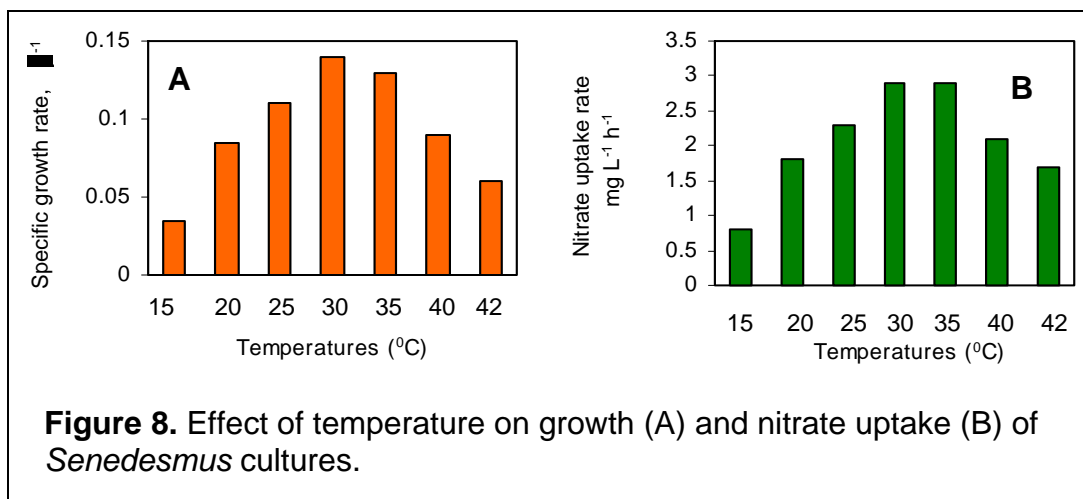 0.15
0.1
0.05
0
Specific growth rate, -1
A
15 20 25 30 35 40 42
Temperatures (⁰C)
3.5
3
2.5
2
1.5
1
0.5
0
Nitrate uptake rate
mg L-1 h-1
B
15 20 25 30 35 40 42
Temperatures (⁰C)
Figure 8. Effect of temperature on growth (A) and nitrate uptake (B) of
Senedesmus cultures.